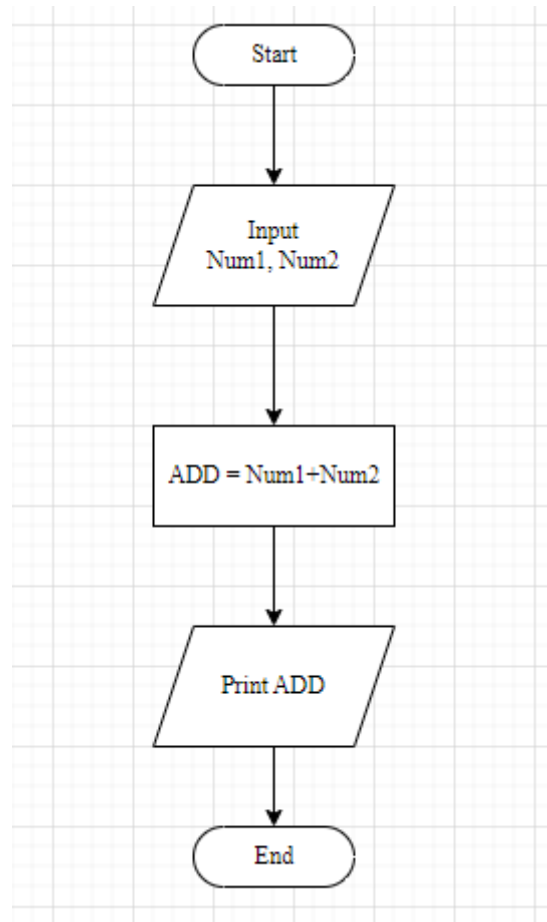 Start
Input
Num1, Num2
ADD = Num1+Num2
Print ADD
End